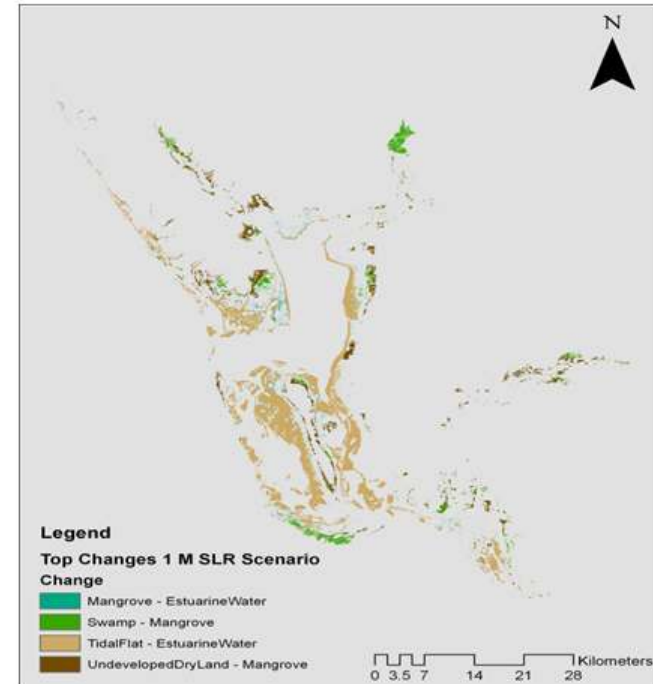 N
Legend
Top Changes 1 M SLR Scenario
Change
Mangrove - EstuarineWater
Swamp - Mangrove
TidalFlat - EstuarineWater
UndevelopedDryLand - Mangrove
Kilometers
0 3.5 7 14 21 28